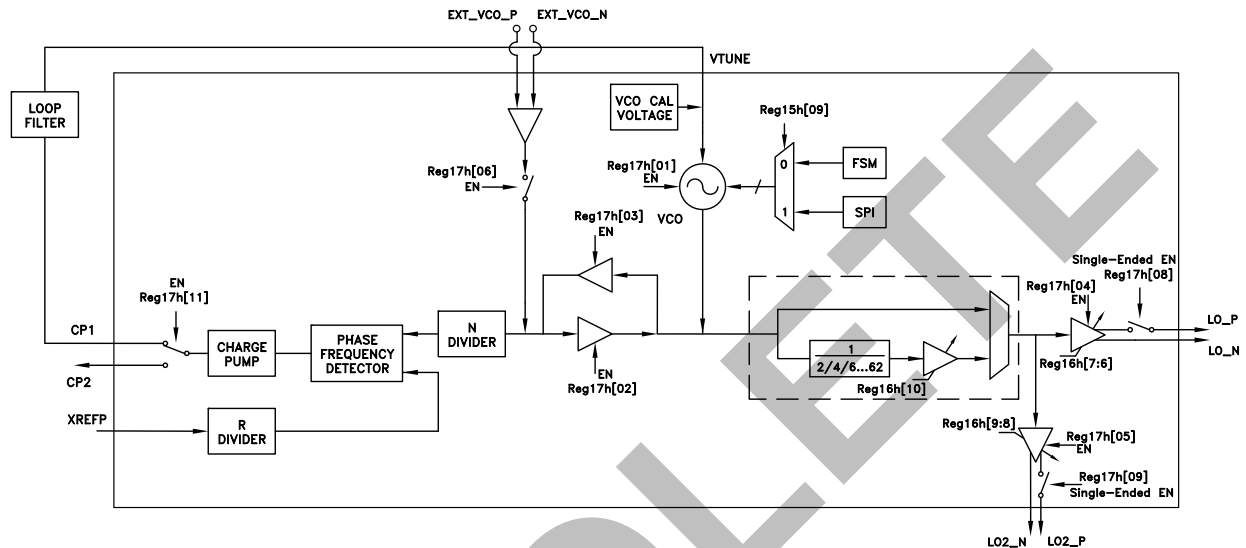 EXT_VCO_P
EXT_VCO_N
VTUNE
LOOP
FILTER
VCO CAL
VOLTAGE
Reg15h[09]
Reg17h[06]
EN
Reg17h[01]
EN
0
FSM
1
SPI
VCO
Reg17h[03]
EN
Single-Ended EN
Reg17h[08]
EN
Reg17h[11]
Reg17h[04]
EN
CP1
CHARGE
PUMP
PHASE
FREQUENCY
DETECTOR
N
DIVIDER
LO_P
LO_N
CP2
EN
Reg17h[02]
1
2/4/6...62
Reg16h[10]
Reg16h[7:6]
XREFP
R
DIVIDER
Reg16h[9:8]
Reg17h[05]
EN
Reg17h[09]
Single-Ended EN
LO2_N
LO2_P
OLETE